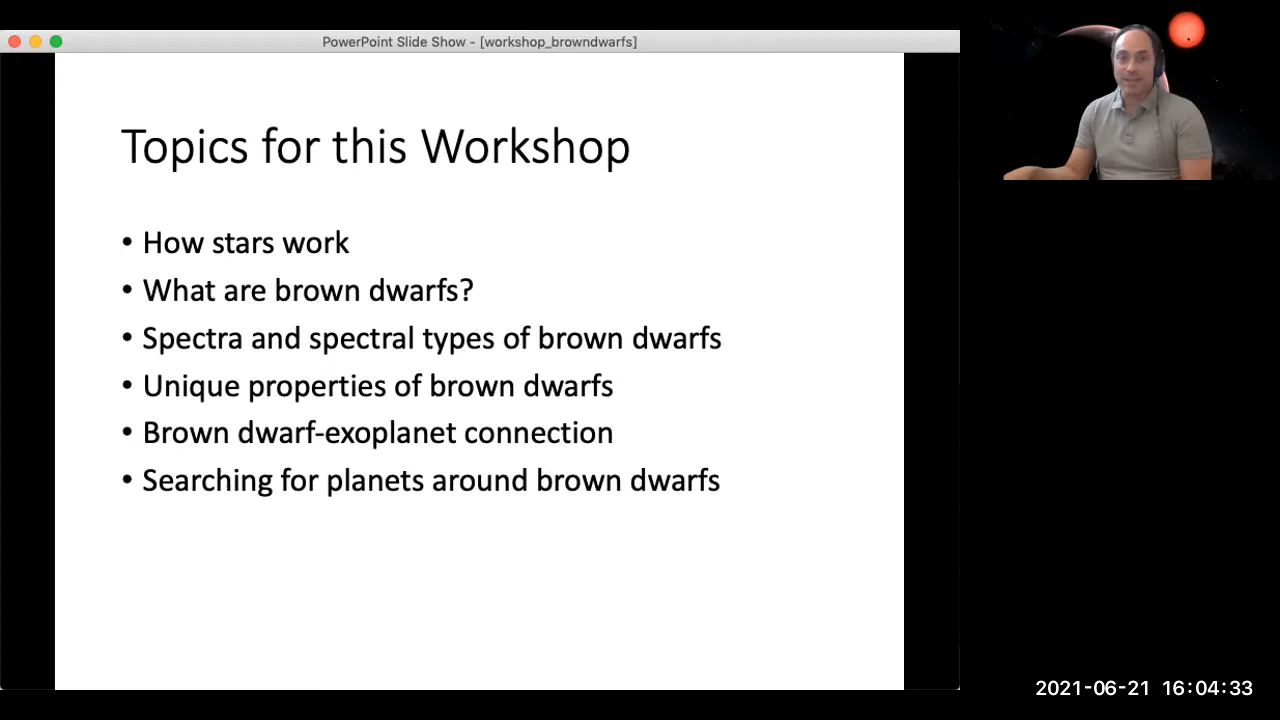 PowerPoint Slide Show - [workshop_browndwarfs]
Topics for this Workshop
• How stars work
• What are brown dwarfs?
• Spectra and spectral types of brown dwarfs
• Unique properties of brown dwarfs
• Brown dwarf-exoplanet connection
• Searching for planets around brown dwarfs
2021-06-21 16:04:33